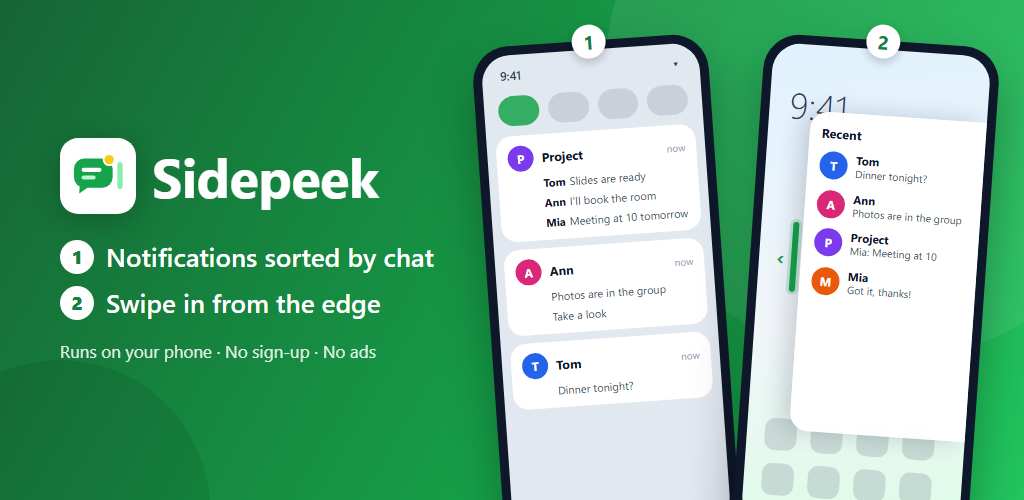 Sidepeek
1 Notifications sorted by chat
2 Swipe in from the edge
Runs on your phone · No sign-up · No ads
1
9:41
P Project now
Tom Slides are ready
Ann I'll book the room
Mia Meeting at 10 tomorrow
A Ann now
Photos are in the group
Take a look
T Tom now
Dinner tonight?
2
9:41
Recent
T Tom
Dinner tonight?
A Ann
Photos are in the group
P Project
Mia: Meeting at 10
M Mia
Got it, thanks!